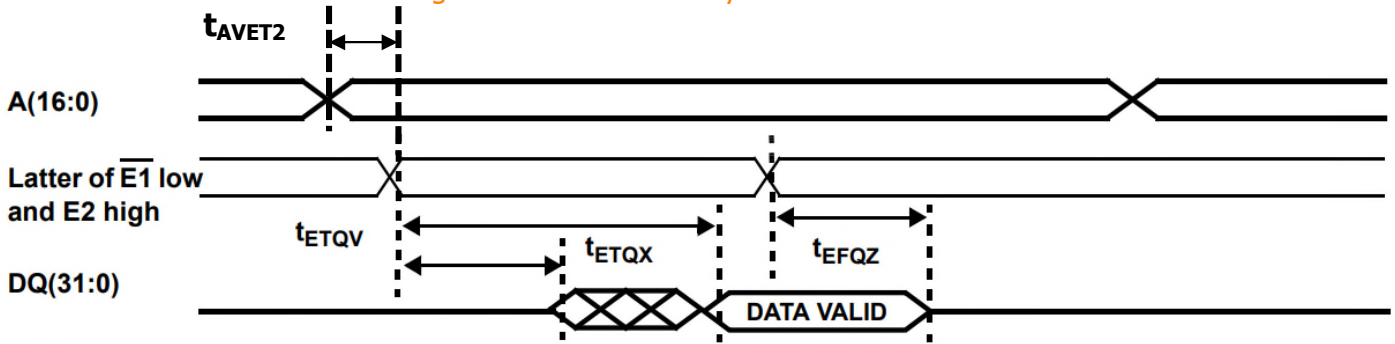 tAVET2
A(16:0)
Latter of E1 low
and E2 high
tETQV
tETQX
tEFQZ
DQ(31:0)
DATA VALID